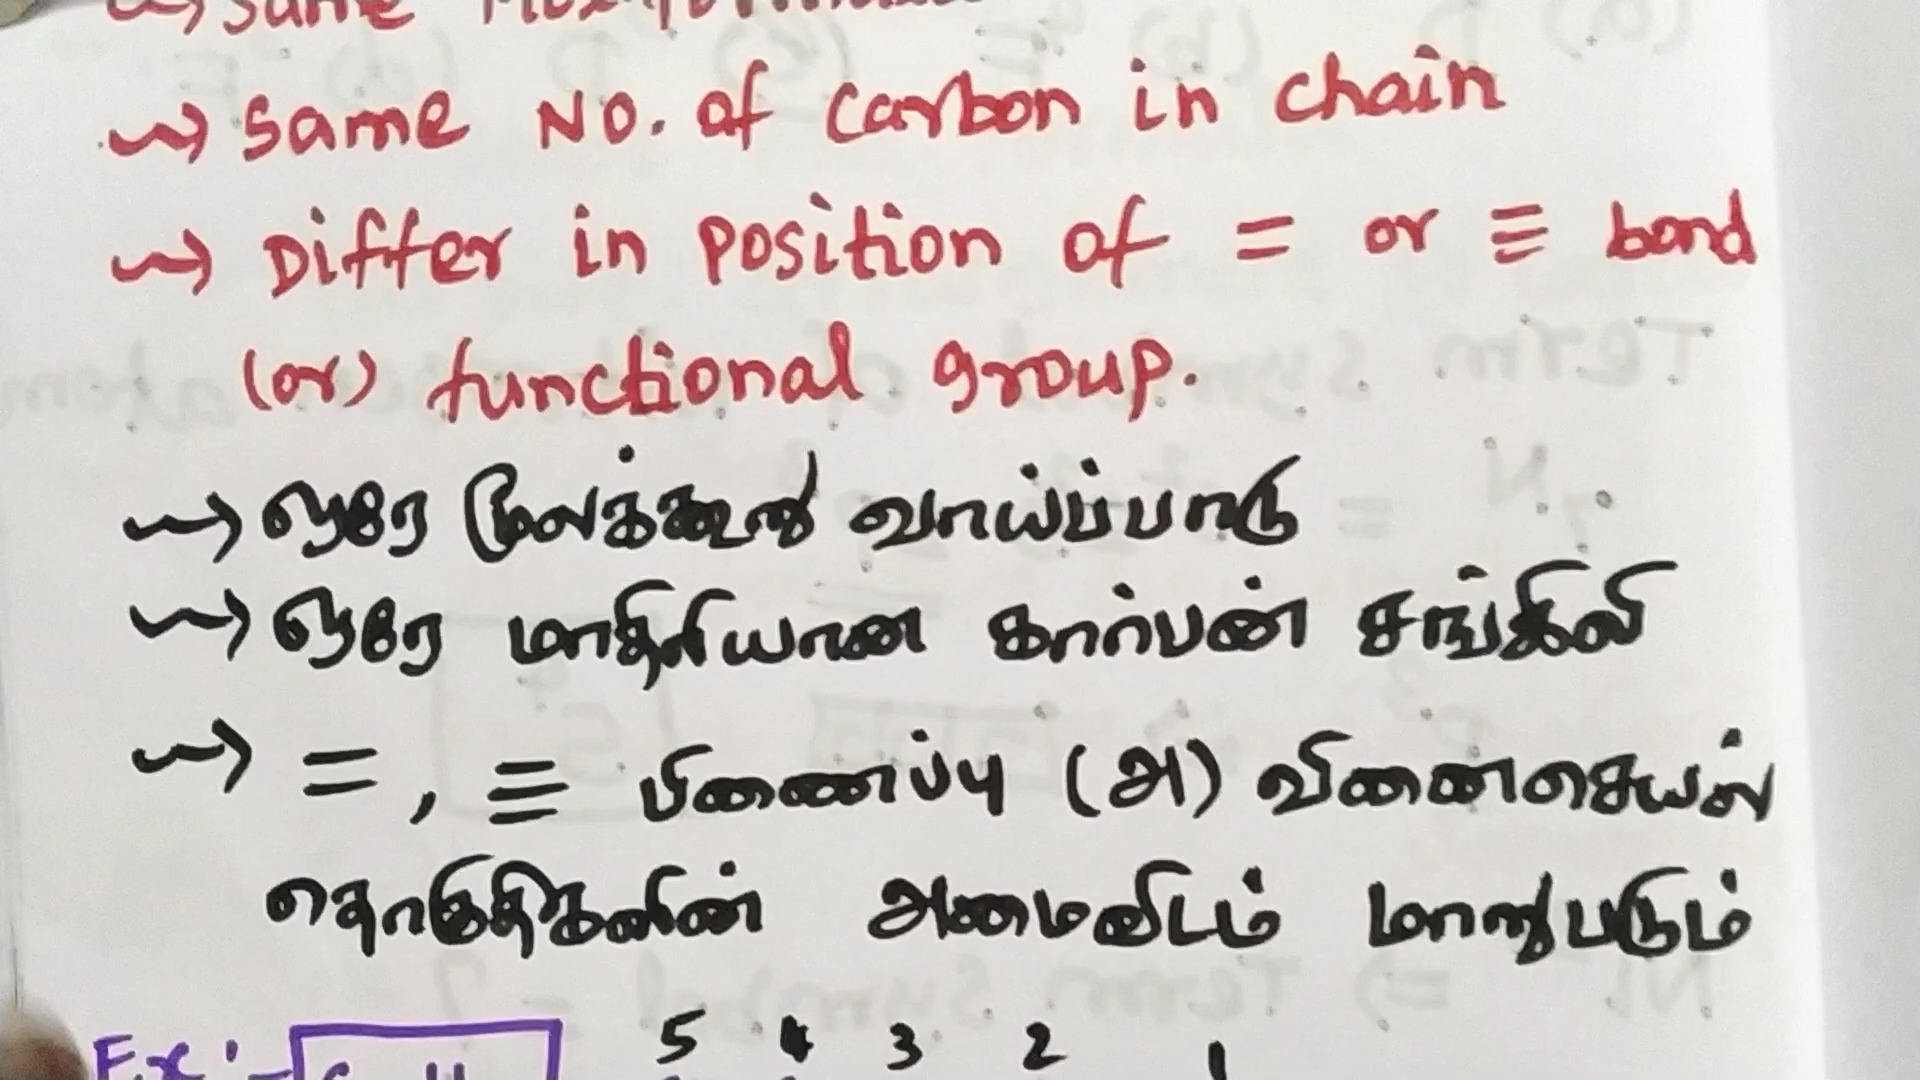 → same
→ same No. of carbon in chain
→ Differ in position of = or ≡ bond
(or) functional group.
→ ஒரே மூலக்கூறு வாய்ப்பாடு
→ ஒரே மாதிரியான கார்பன் சங்கிலி
→ =, ≡ பிணைப்பு (அ) வினைசெயல்
தொகுதிகளின் அமைவிடம் மாறுபடும்
Ex:- 5 4 3 2 1